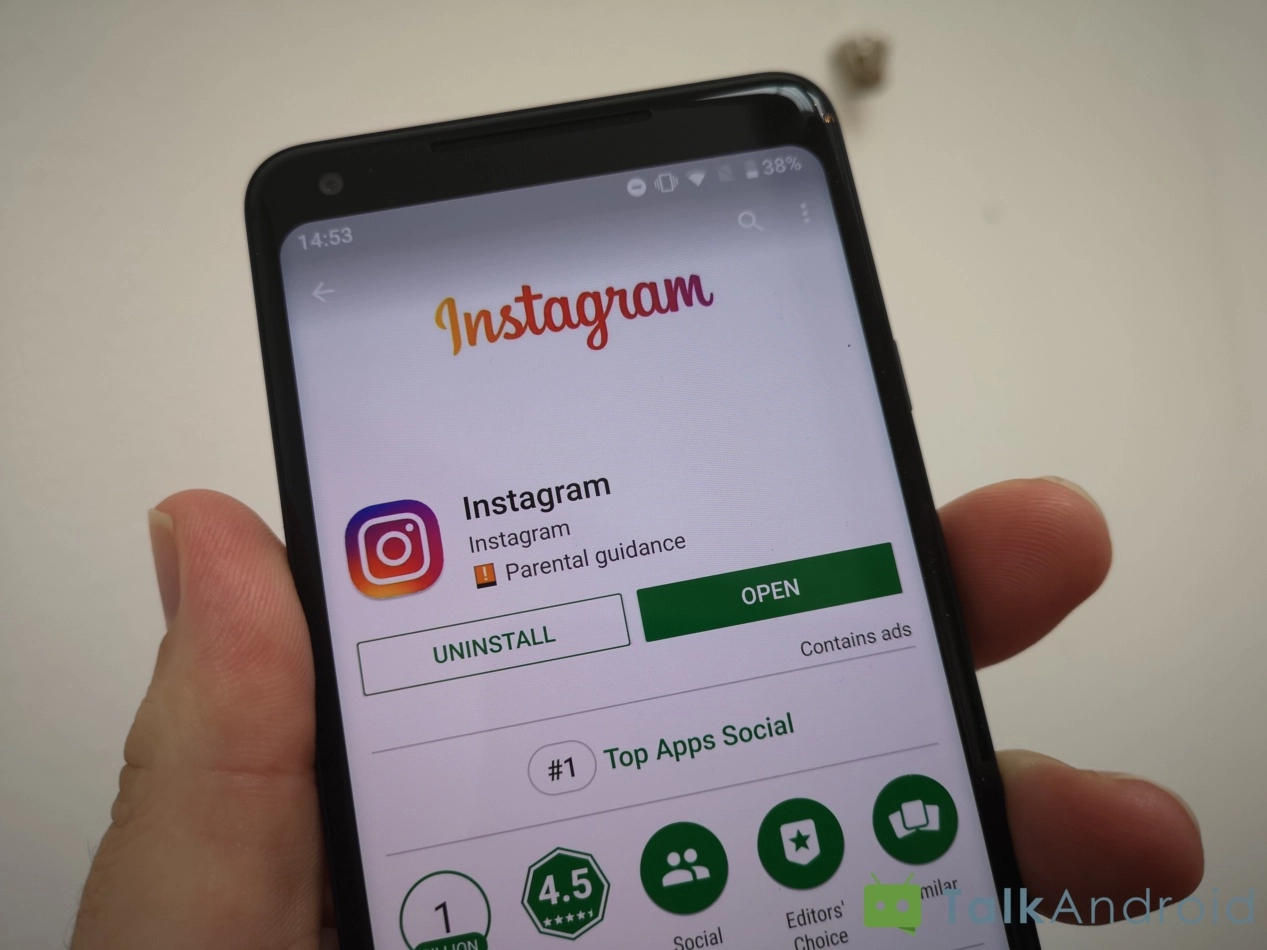 14:53
38%
Instagram
Instagram
Instagram
Parental guidance
UNINSTALL
OPEN
Contains ads
#1 Top Apps Social
1
4.5
Social
Editors'
Choice
TalkAndroid